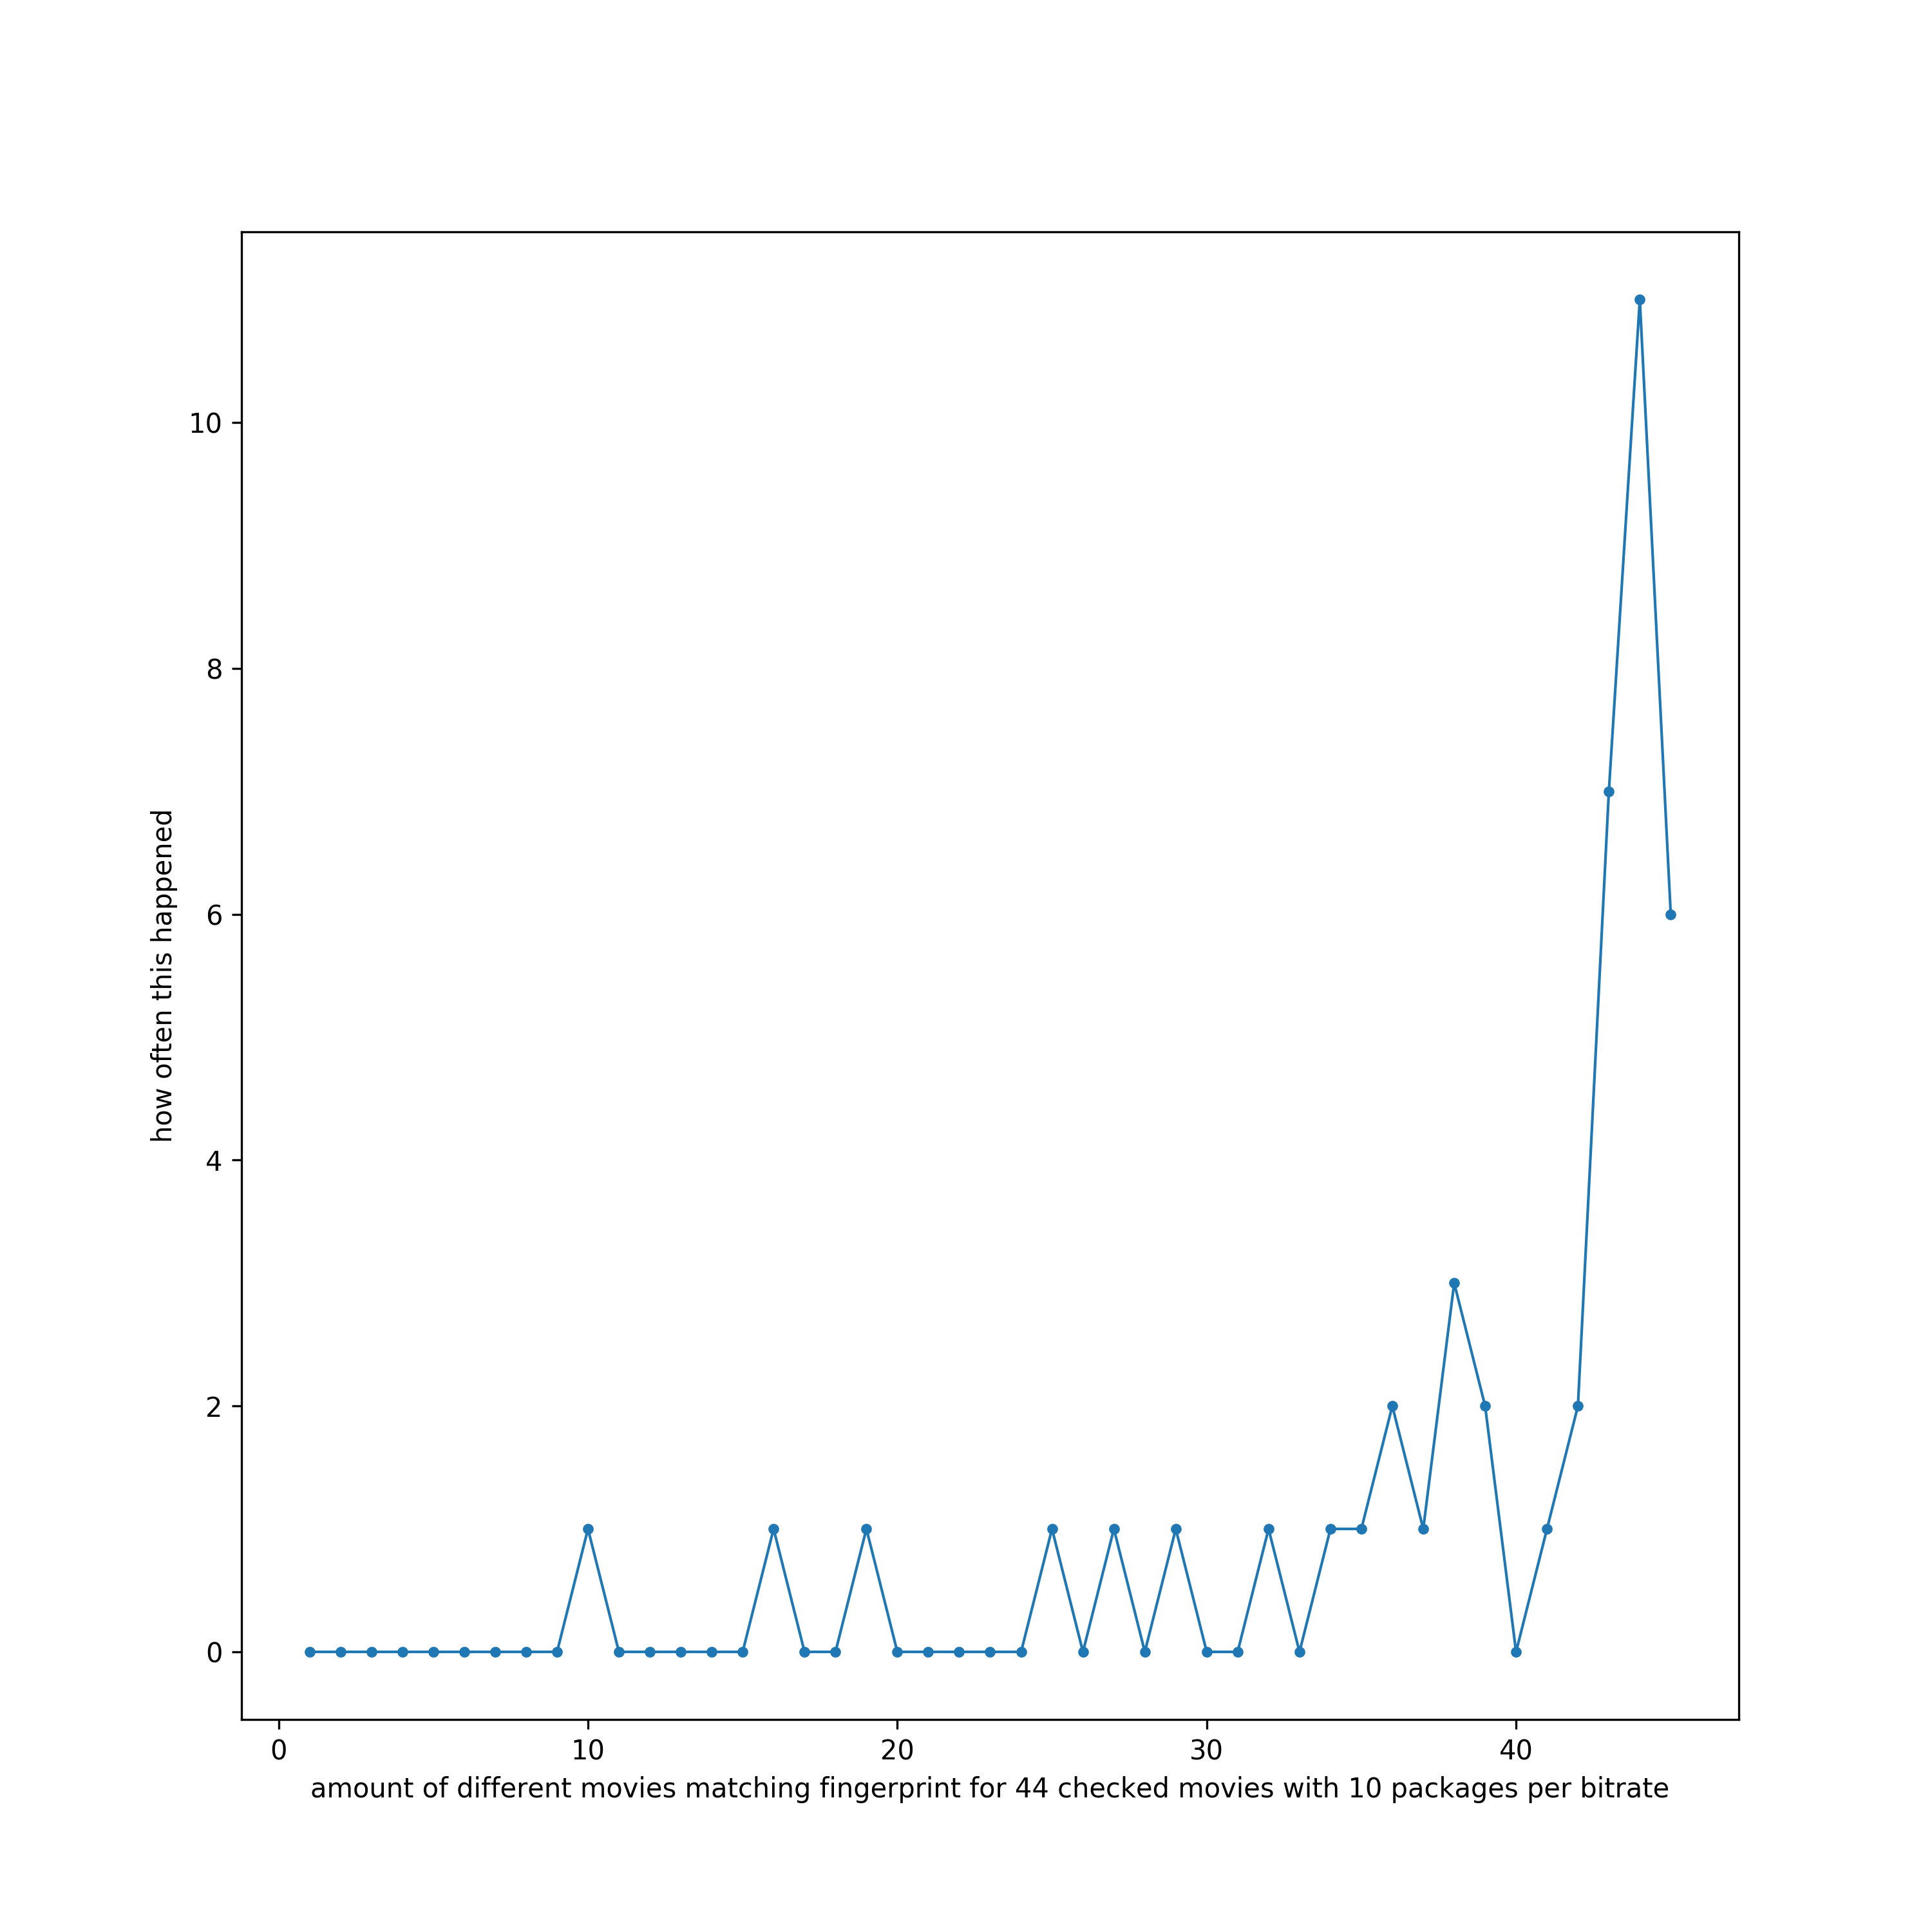 10
8
6
4
2
0
how often this happened
0 10 20 30 40
amount of different movies matching fingerprint for 44 checked movies with 10 packages per bitrate